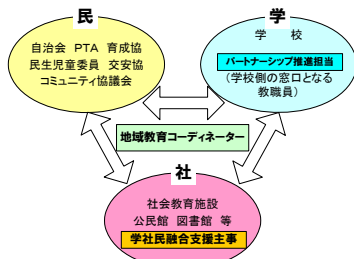 民
自治会 PTA 育成協
民生児童委員 交安協
コミュニティ協議会
学
学 校
パートナーシップ推進担当
(学校側の窓口となる
教職員)
地域教育コーディネーター
社
社会教育施設
公民館 図書館 等
学社民融合支援主事